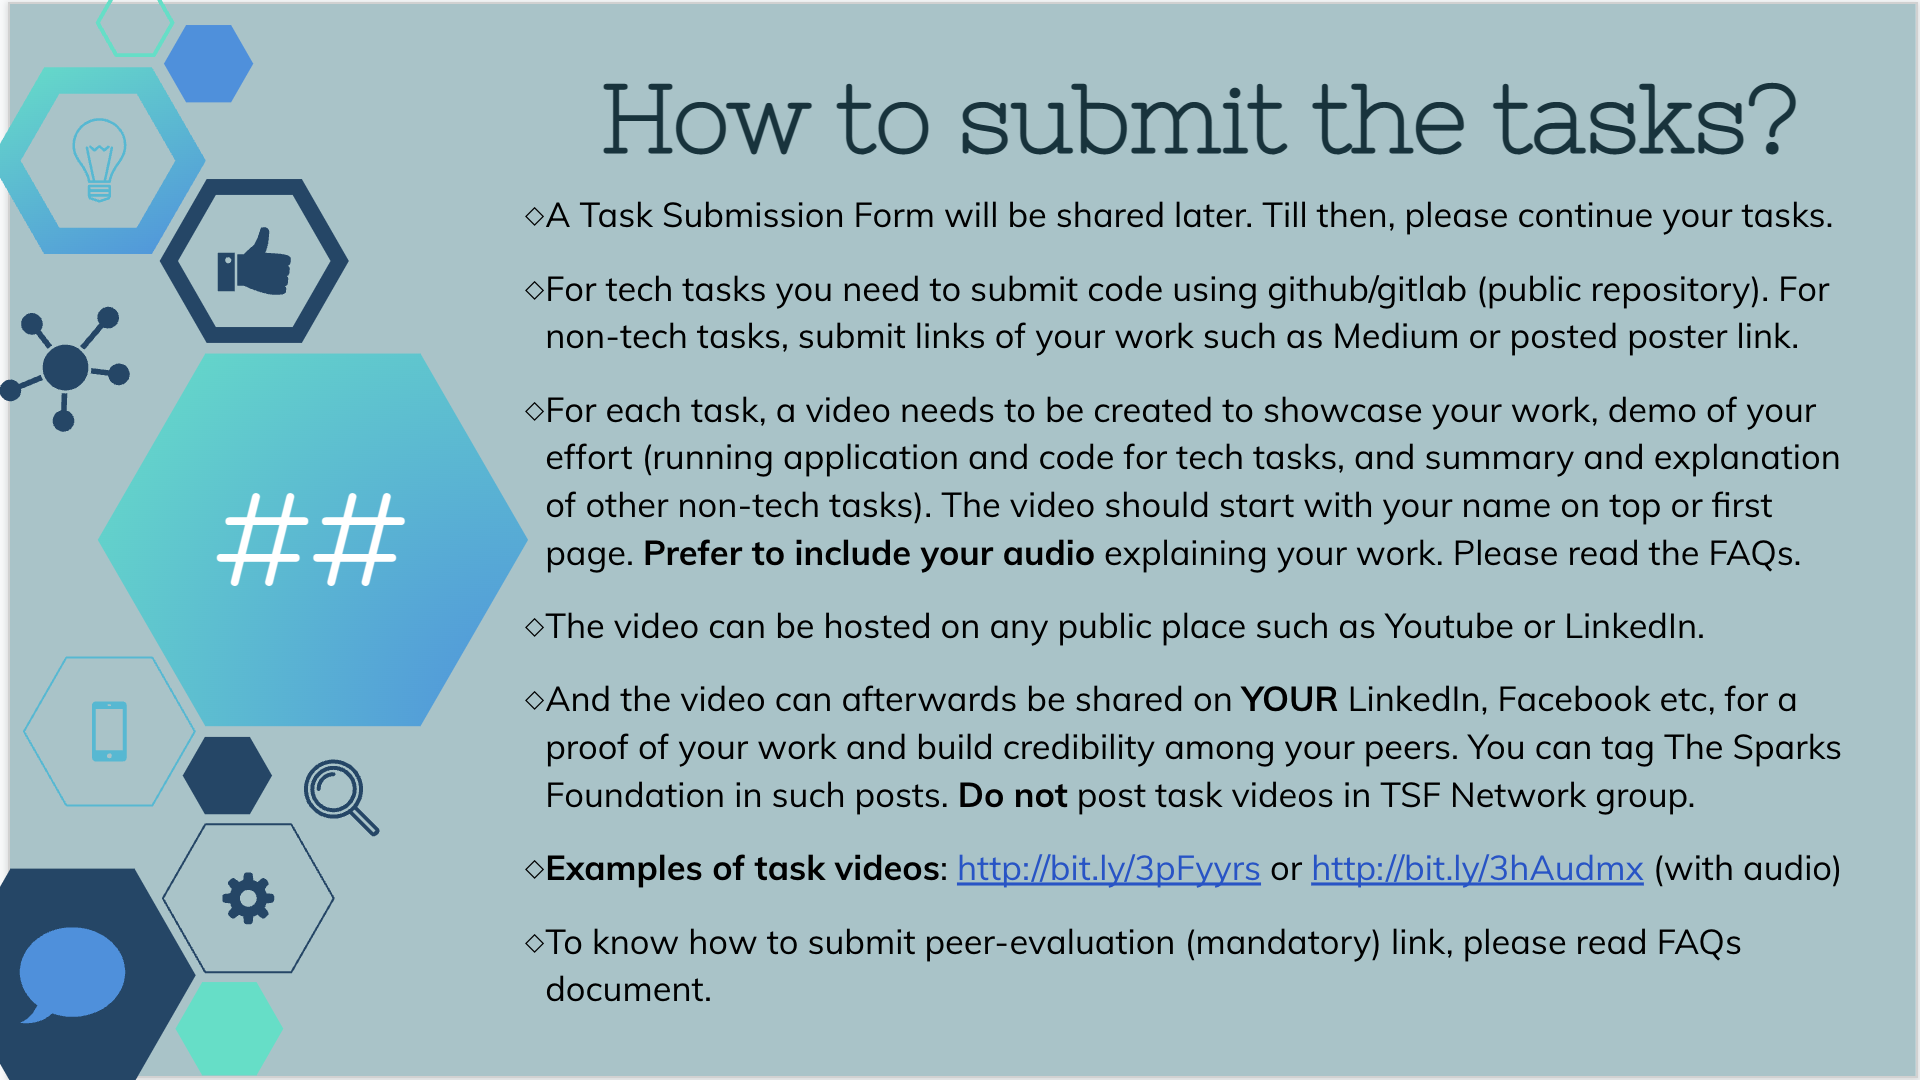 How to submit the tasks?
◇A Task Submission Form will be shared later. Till then, please continue your tasks.
◇For tech tasks you need to submit code using github/gitlab (public repository). For
non-tech tasks, submit links of your work such as Medium or posted poster link.
◇For each task, a video needs to be created to showcase your work, demo of your
effort (running application and code for tech tasks, and summary and explanation
of other non-tech tasks). The video should start with your name on top or first
page. Prefer to include your audio explaining your work. Please read the FAQs.
##
◇The video can be hosted on any public place such as Youtube or LinkedIn.
◇And the video can afterwards be shared on YOUR LinkedIn, Facebook etc, for a
proof of your work and build credibility among your peers. You can tag The Sparks
Foundation in such posts. Do not post task videos in TSF Network group.
◇Examples of task videos: http://bit.ly/3pFyyrs or http://bit.ly/3hAudmx (with audio)
◇To know how to submit peer-evaluation (mandatory) link, please read FAQs
document.